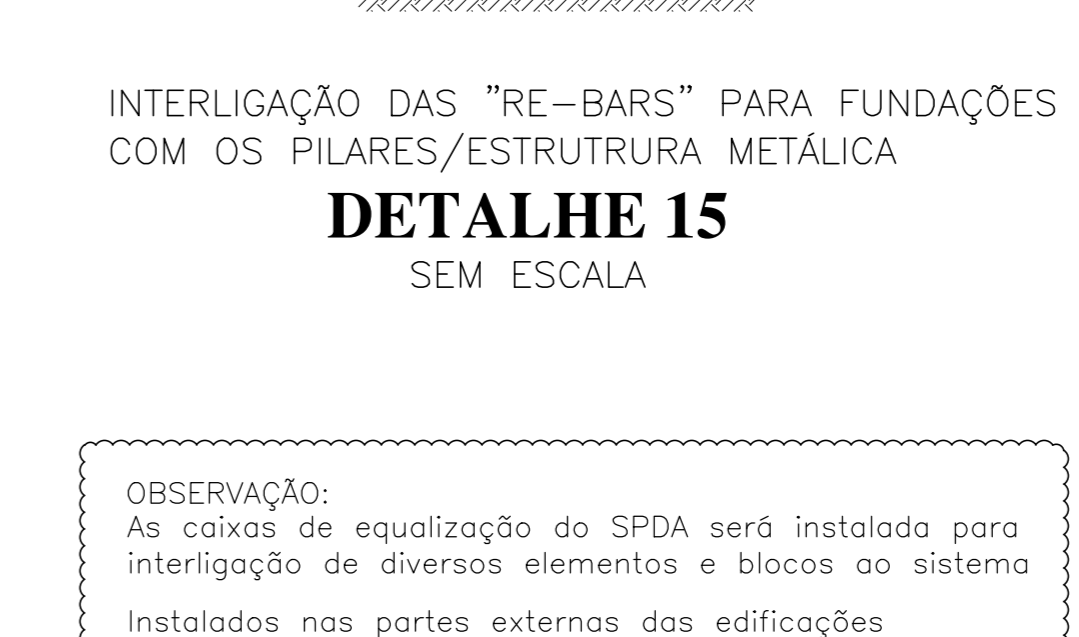 INTERLIGAÇÃO DAS "RE-BARS" PARA FUNDAÇÕES
COM OS PILARES/ESTRUTRURA METÁLICA
DETALHE 15
SEM ESCALA
OBSERVAÇÃO:
As caixas de equalização do SPDA será instalada para
interligação de diversos elementos e blocos ao sistema
Instalados nas partes externas das edificações